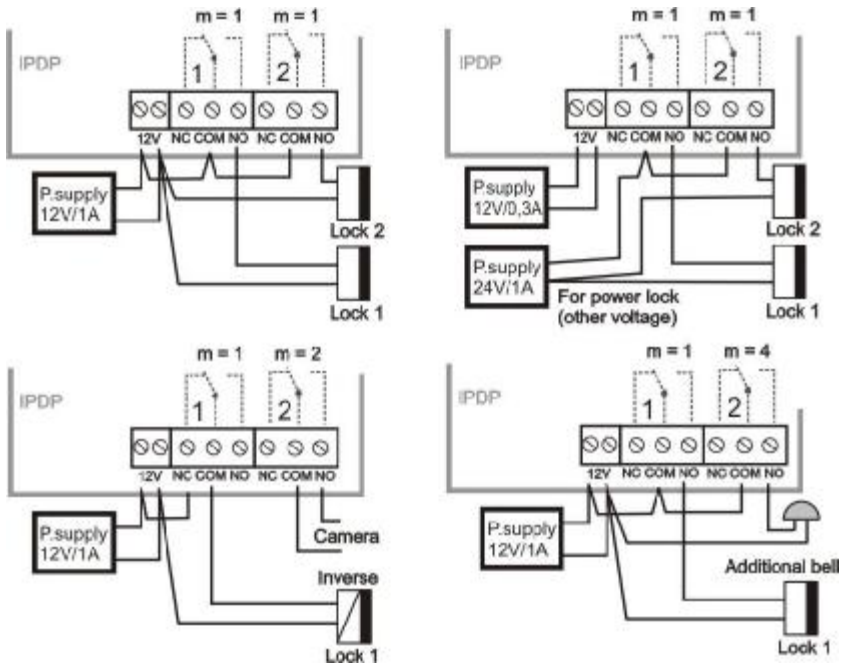 m = 1 m = 1
IPDP
1 2
12V NC COM NO NC COM NO
P.supply
12V/1A
Lock 2
Lock 1
m = 1 m = 1
IPDP
1 2
12V NC COM NO NC COM NO
P.supply
12V/0,3A
Lock 2
P.supply
24V/1A
For power lock
(other voltage)
Lock 1
m = 1 m = 2
IPDP
1 2
12V NC COM NO NC COM NO
P.supply
12V/1A
Camera
Inverse
Lock 1
m = 1 m = 4
IPDP
1 2
12V NC COM NO NC COM NO
P.supply
12V/1A
Additional bell
Lock 1